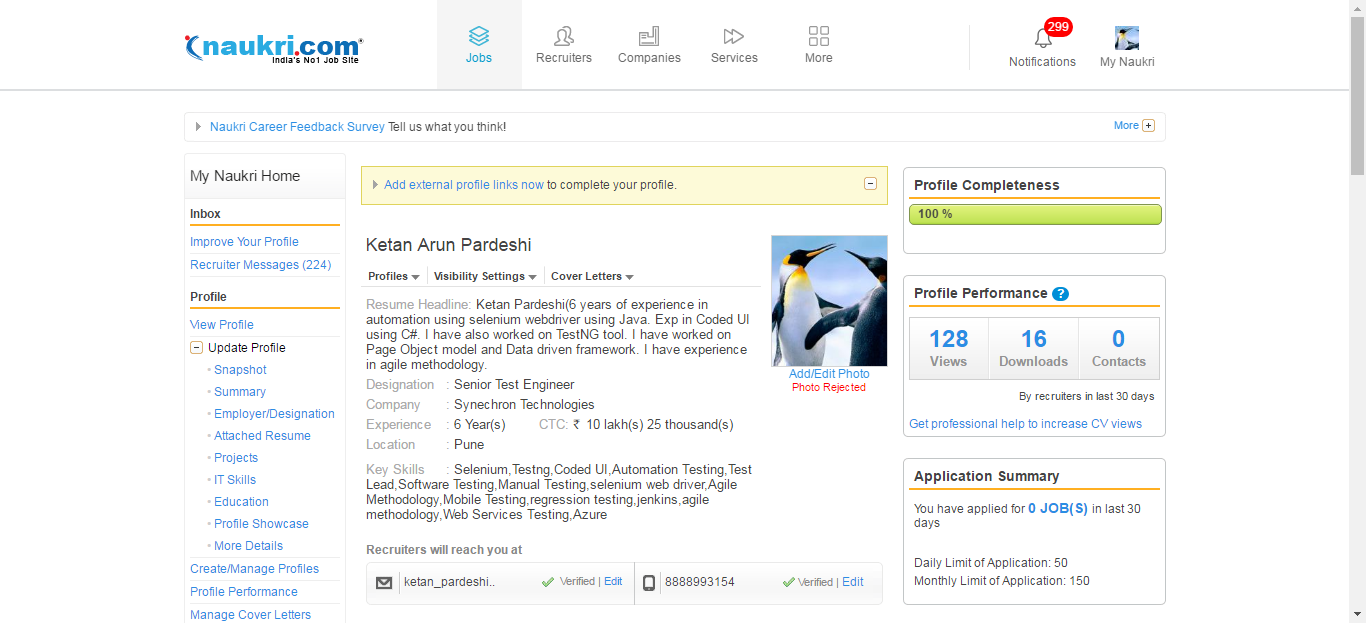 naukri.com
India's No1 Job Site
Jobs
Recruiters
Companies
Services
More
299
Notifications
My Naukri
Naukri Career Feedback Survey Tell us what you think!
More
My Naukri Home
Inbox
Improve Your Profile
Recruiter Messages (224)
Profile
View Profile
Update Profile
Snapshot
Summary
Employer/Designation
Attached Resume
Projects
IT Skills
Education
Profile Showcase
More Details
Create/Manage Profiles
Profile Performance
Manage Cover Letters
Add external profile links now to complete your profile.
Ketan Arun Pardeshi
Profiles
Visibility Settings
Cover Letters
Resume Headline: Ketan Pardeshi(6 years of experience in
automation using selenium webdriver using Java. Exp in Coded UI
using C#. I have also worked on TestNG tool. I have worked on
Page Object model and Data driven framework. I have experience
in agile methodology.
Designation : Senior Test Engineer
Company : Synechron Technologies
Experience : 6 Year(s) CTC: ₹ 10 lakh(s) 25 thousand(s)
Location : Pune
Key Skills : Selenium,Testng,Coded UI,Automation Testing,Test
Lead,Software Testing,Manual Testing,selenium web driver,Agile
Methodology,Mobile Testing,regression testing,jenkins,agile
methodology,Web Services Testing,Azure
Add/Edit Photo
Photo Rejected
Recruiters will reach you at
ketan_pardeshi.. Verified | Edit
8888993154 Verified | Edit
Profile Completeness
100 %
Profile Performance ?
128 16 0
Views Downloads Contacts
By recruiters in last 30 days
Get professional help to increase CV views
Application Summary
You have applied for 0 JOB(S) in last 30
days
Daily Limit of Application: 50
Monthly Limit of Application: 150